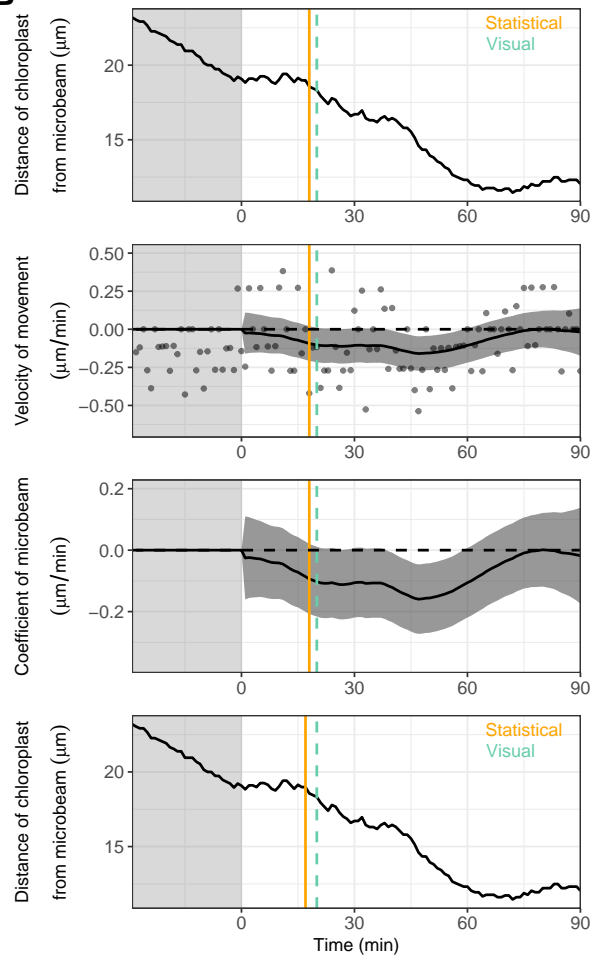 Distance of chloroplast
from microbeam (μm)
20
15
Statistical
Visual
0
30
60
90
Velocity of movement
(μm/min)
0.50
0.25
0.00
−0.25
−0.50
0
30
60
90
Coefficient of microbeam
(μm/min)
0.2
0.0
−0.2
0
30
60
90
Distance of chloroplast
from microbeam (μm)
20
15
Statistical
Visual
0
30
60
90
Time (min)